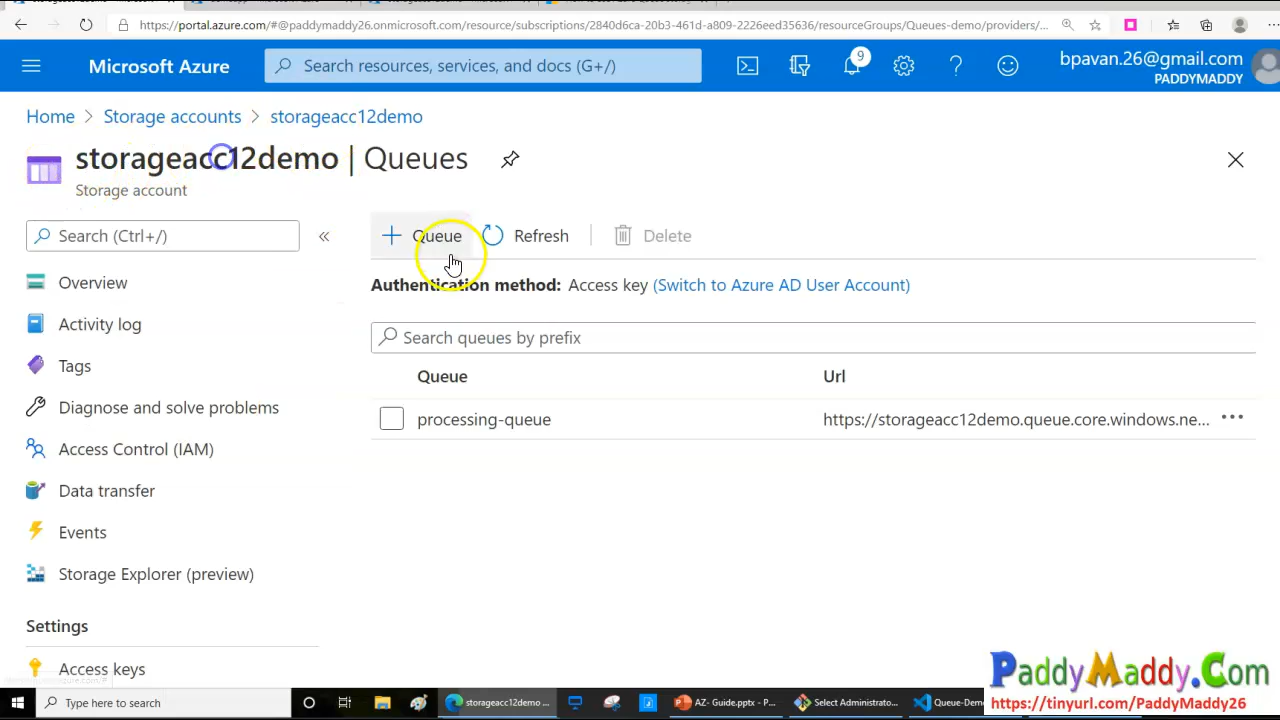 https://portal.azure.com/#@paddymaddy26.onmicrosoft.com/resource/subscriptions/2840d6ca-20b3-461d-a809-2226eed35636/resourceGroups/Queues-demo/providers/...
Microsoft Azure
Search resources, services, and docs (G+/)
9
bpavan.26@gmail.com
PADDYMADDY
Home > Storage accounts > storageacc12demo
storageacc12demo | Queues
Storage account
Search (Ctrl+/)
«
+ Queue
Refresh
Delete
Overview
Authentication method: Access key (Switch to Azure AD User Account)
Activity log
Search queues by prefix
Tags
Queue
Url
Diagnose and solve problems
processing-queue
https://storageacc12demo.queue.core.windows.ne...
Access Control (IAM)
Data transfer
Events
Storage Explorer (preview)
Settings
Access keys
PaddyMaddy.Com
https://tinyurl.com/PaddyMaddy26
Type here to search
storageacc12demo ...
AZ- Guide.pptx - P...
Select Administrato...
Queue-Dem